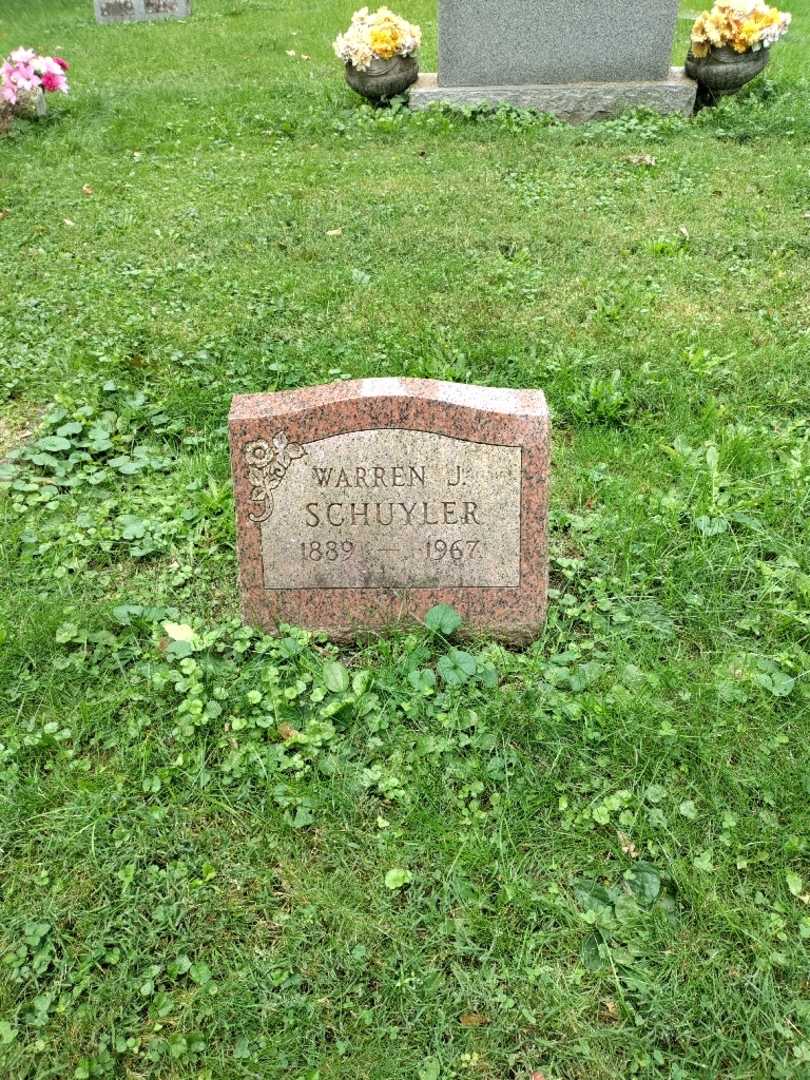 WARREN J.
SCHUYLER
1889 — 1967